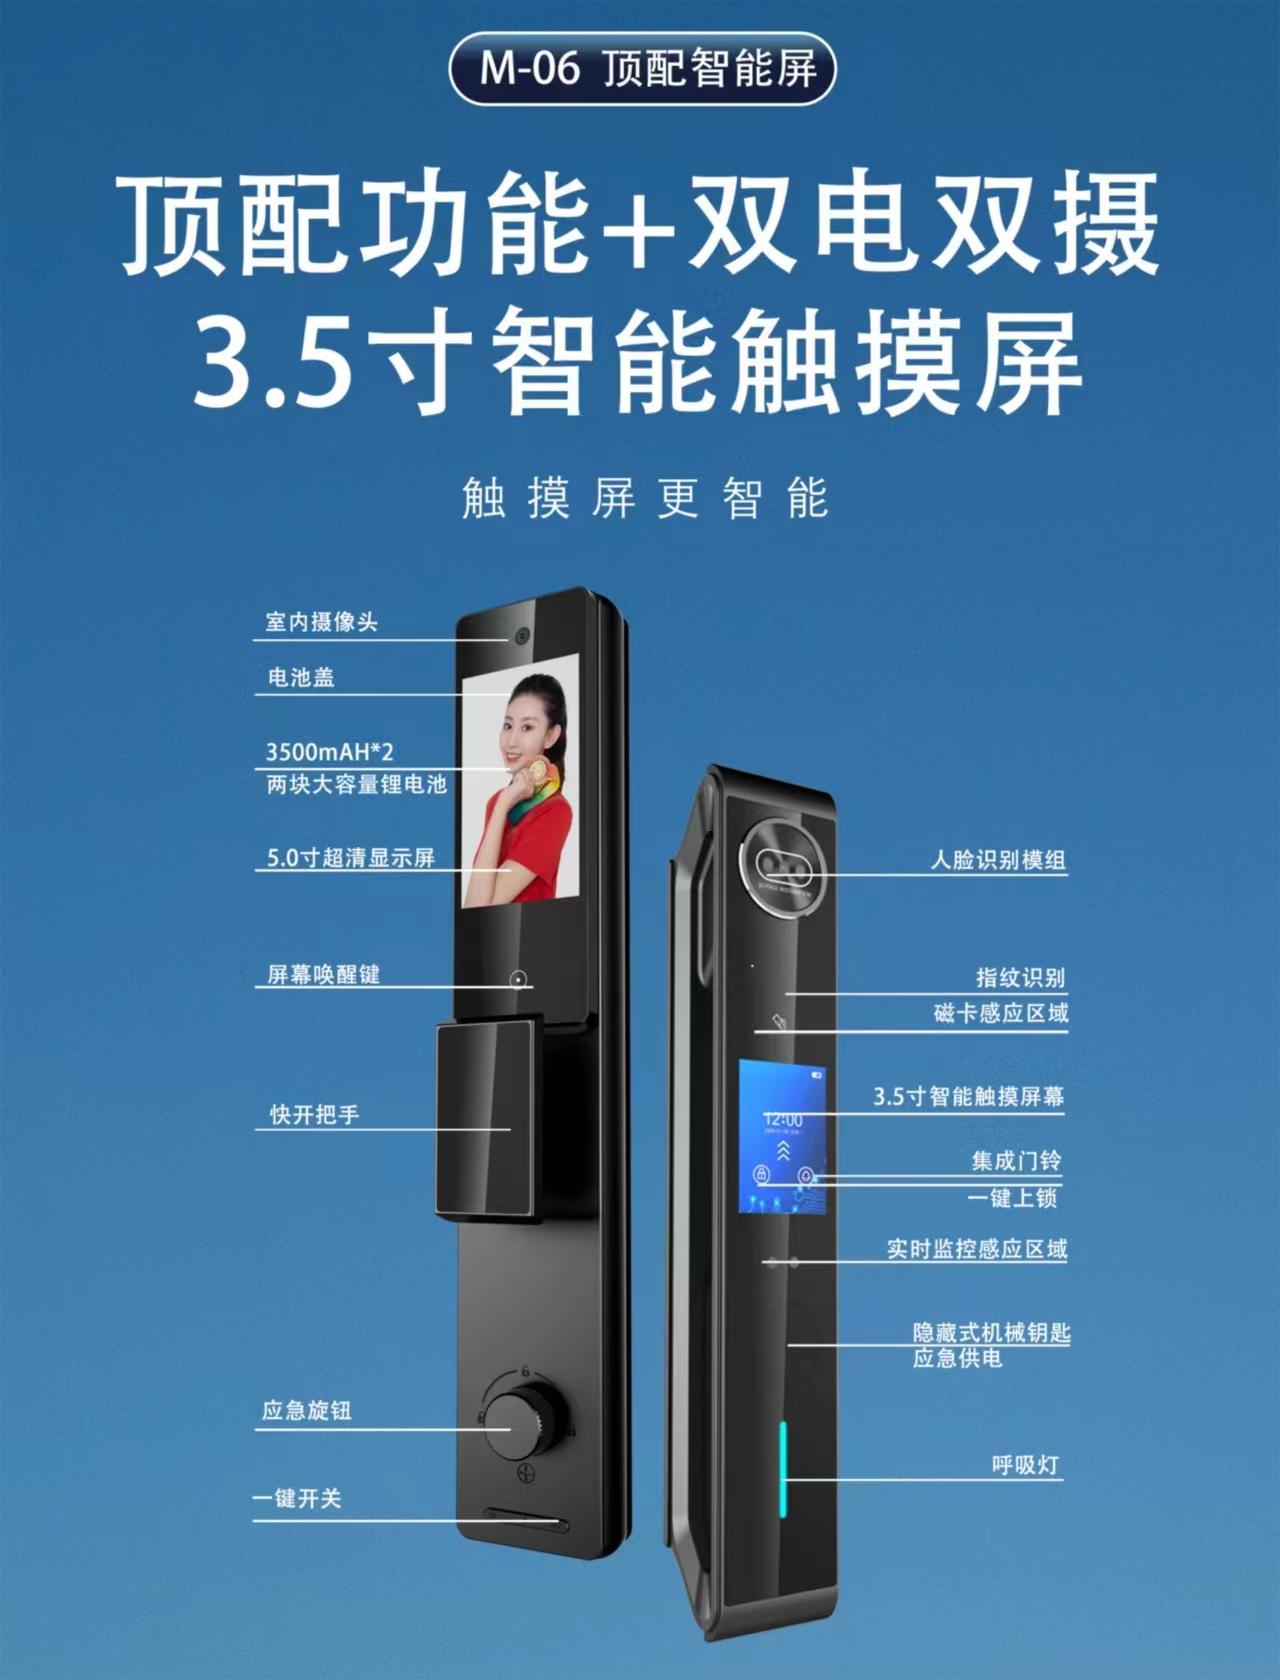 M-06 顶配智能屏
顶配功能+双电双摄
3.5寸智能触摸屏
触摸屏更智能
室内摄像头
电池盖
3500mAH*2
两块大容量锂电池
5.0寸超清显示屏
屏幕唤醒键
快开把手
应急旋钮
一键开关
人脸识别模组
指纹识别
磁卡感应区域
3.5寸智能触摸屏幕
12:00
集成门铃
一键上锁
实时监控感应区域
隐藏式机械钥匙
应急供电
呼吸灯